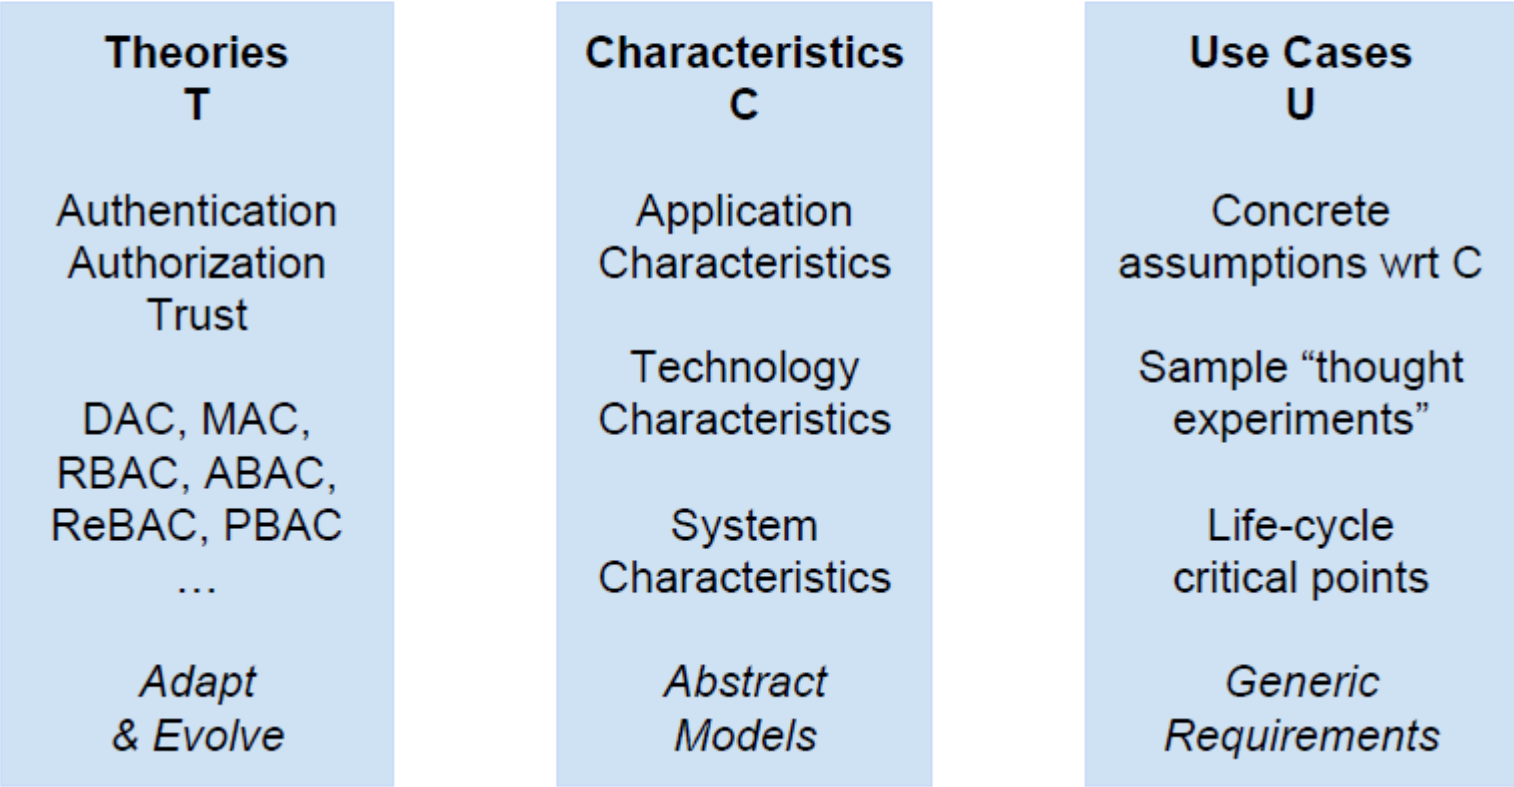 Theories
T
Authentication
Authorization
Trust
DAC, MAC,
RBAC, ABAC,
ReBAC, PBAC
…
Adapt
& Evolve
Characteristics
C
Application
Characteristics
Technology
Characteristics
System
Characteristics
Abstract
Models
Use Cases
U
Concrete
assumptions wrt C
Sample “thought
experiments”
Life-cycle
critical points
Generic
Requirements